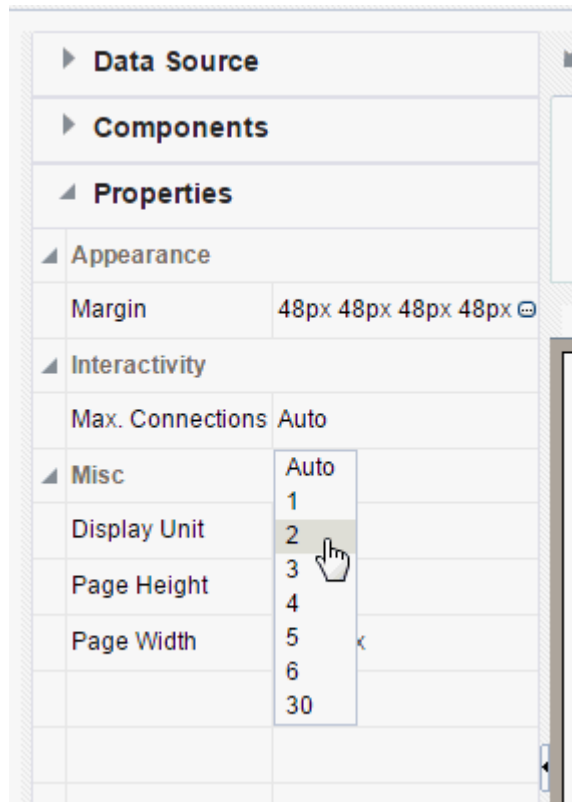 Data Source
Components
Properties
Appearance
Margin 48px 48px 48px 48px
Interactivity
Max. Connections Auto
Misc
Auto
1
Display Unit 2
3
Page Height
4
Page Width 5 x
6
30